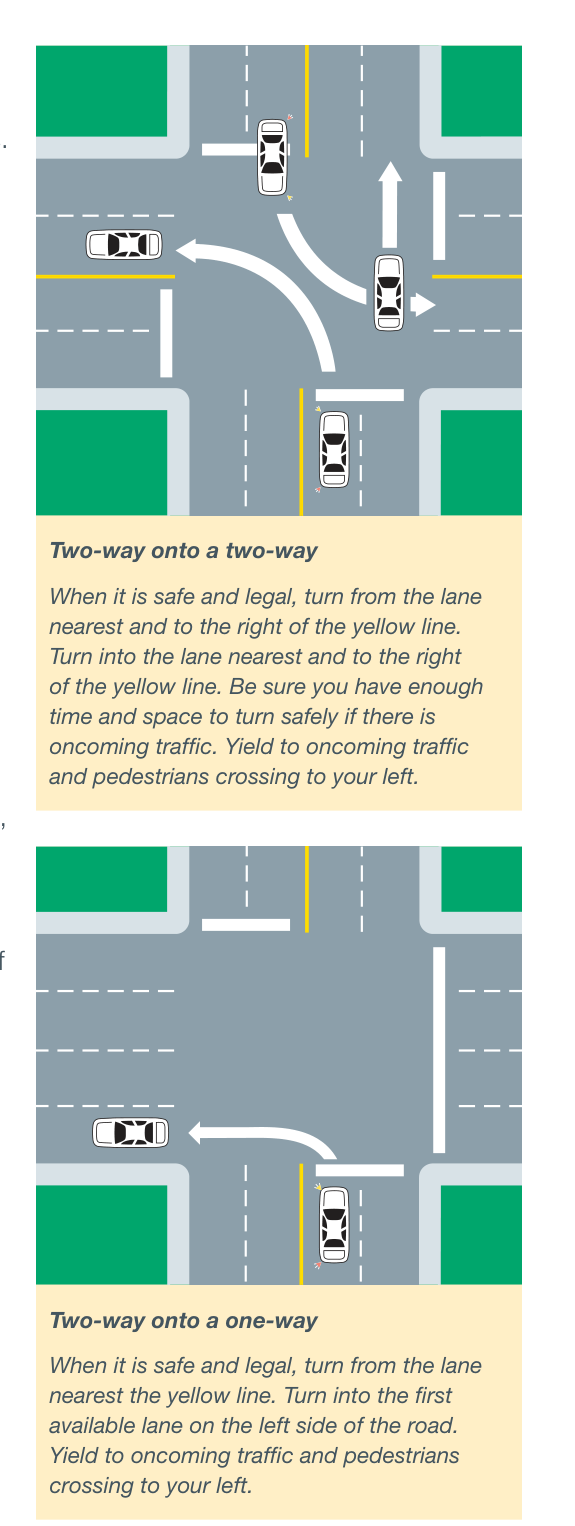 .
Two-way onto a two-way
When it is safe and legal, turn from the lane
nearest and to the right of the yellow line.
Turn into the lane nearest and to the right
of the yellow line. Be sure you have enough
time and space to turn safely if there is
oncoming traffic. Yield to oncoming traffic
and pedestrians crossing to your left.
,
f
Two-way onto a one-way
When it is safe and legal, turn from the lane
nearest the yellow line. Turn into the first
available lane on the left side of the road.
Yield to oncoming traffic and pedestrians
crossing to your left.